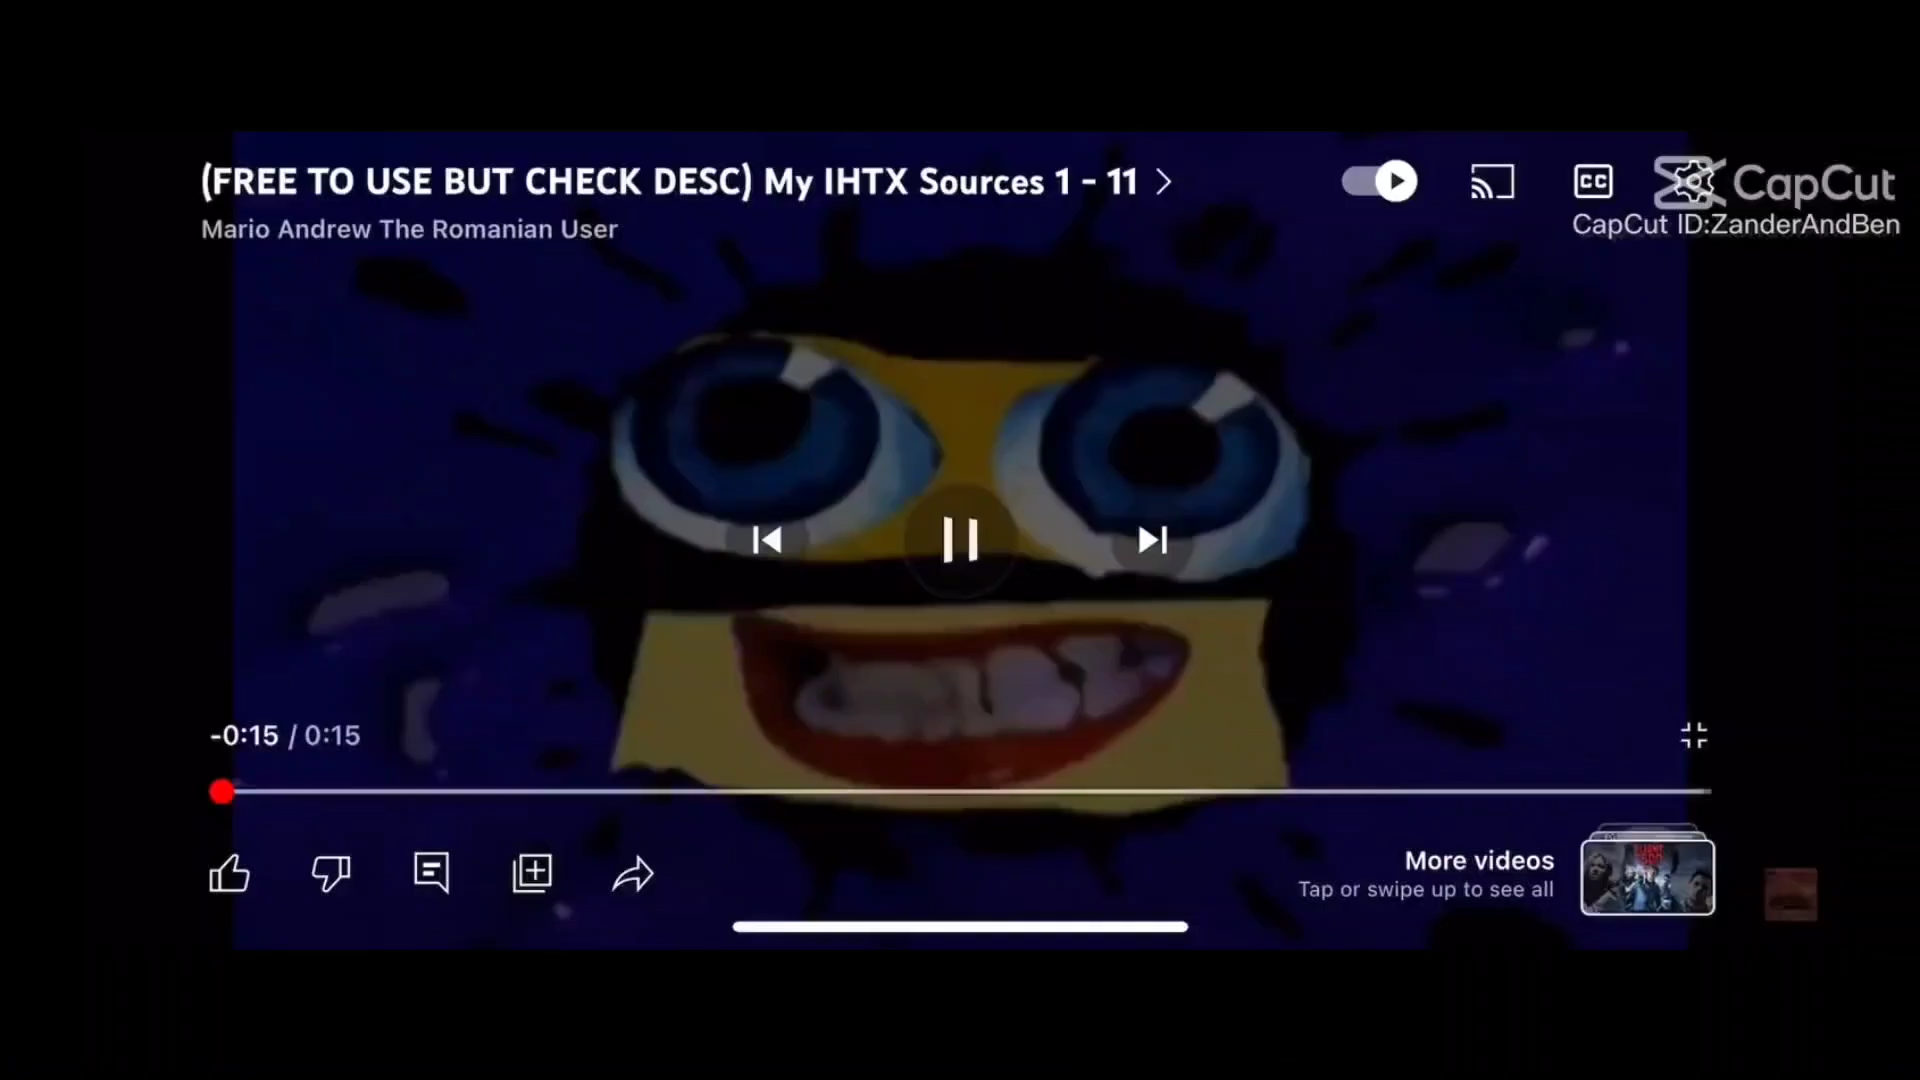 (FREE TO USE BUT CHECK DESC) My IHTX Sources 1 - 11
Mario Andrew The Romanian User
CC
CapCut
CapCut ID:ZanderAndBen
-0:15 / 0:15
More videos
Tap or swipe up to see all